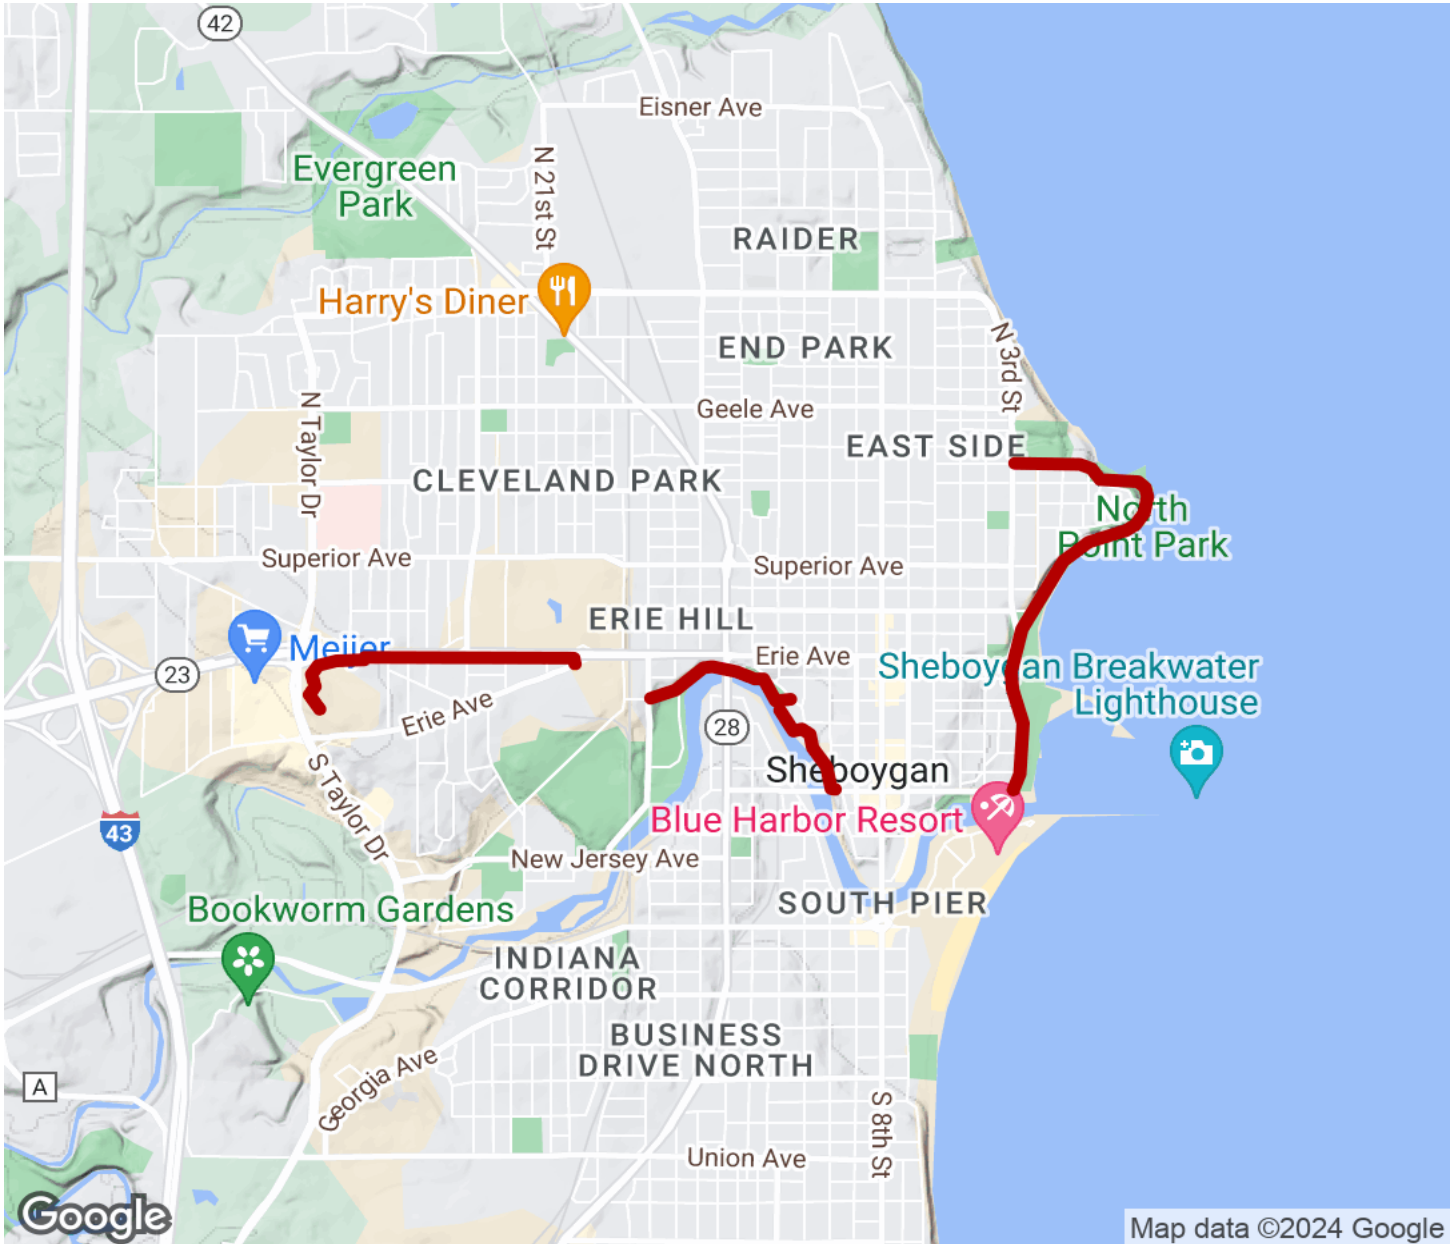 42
Eisner Ave
Evergreen
Park
N 21st St
RAIDER
Harry's Diner
END PARK
N 3rd St
N Taylor Dr
Geele Ave
EAST SIDE
CLEVELAND PARK
North
Point Park
Superior Ave
Superior Ave
ERIE HILL
Meijer
Erie Ave
23
Sheboygan Breakwater
Lighthouse
Erie Ave
28
Sheboygan
S Taylor Dr
Blue Harbor Resort
43
New Jersey Ave
SOUTH PIER
Bookworm Gardens
INDIANA
CORRIDOR
BUSINESS
DRIVE NORTH
A
Georgia Ave
S 8th St
Union Ave
Google
Map data ©2024 Google